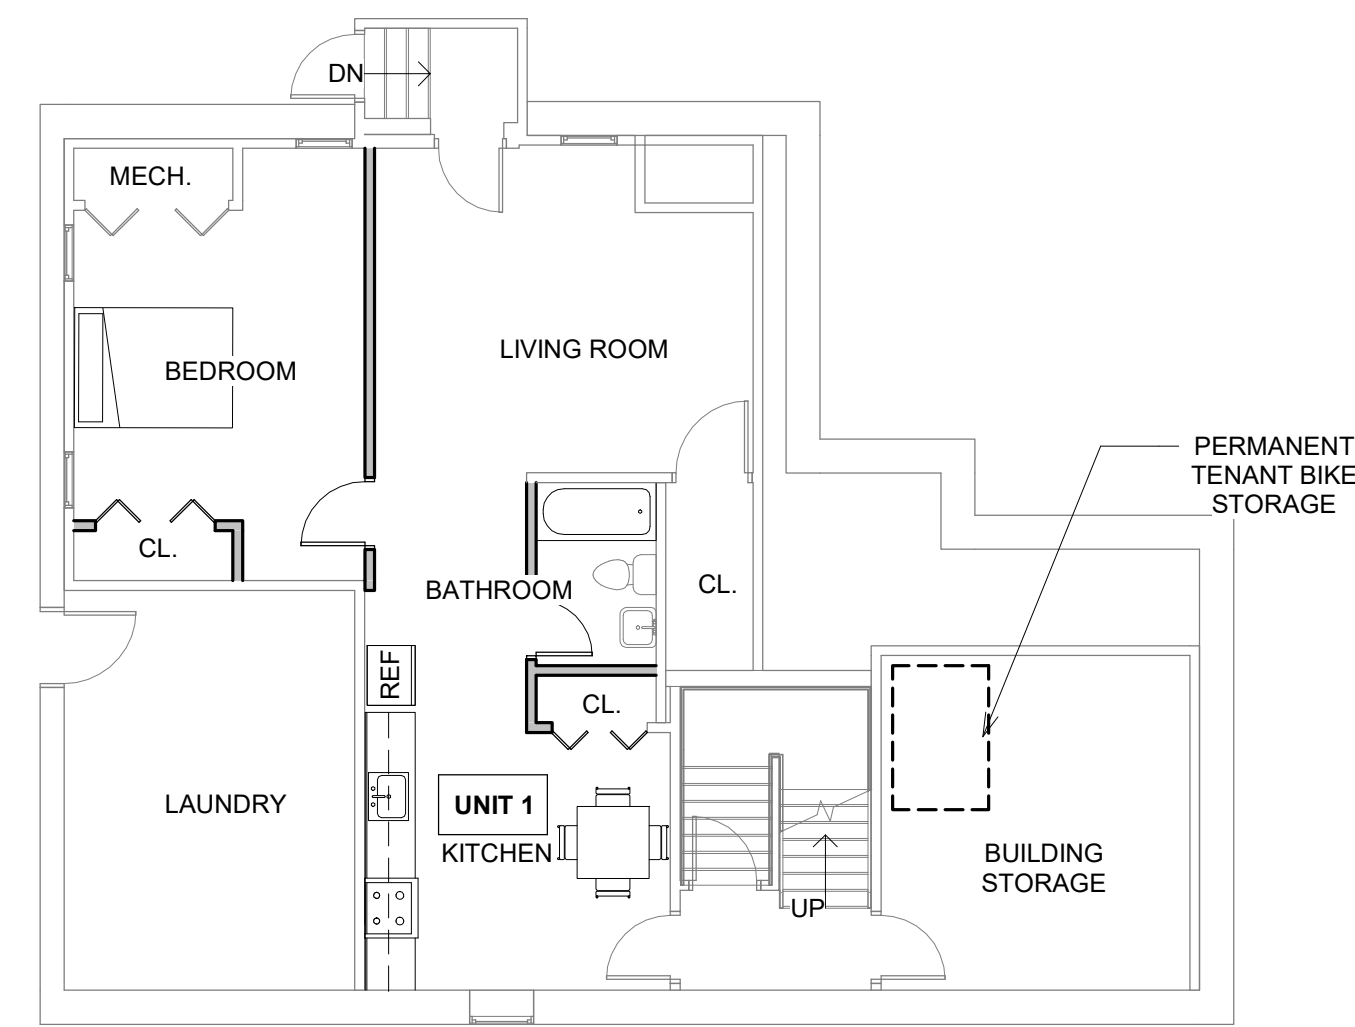 DN
MECH.
LIVING ROOM
BEDROOM
PERMANENT
TENANT BIKE
STORAGE
CL.
BATHROOM
CL.
REF
CL.
LAUNDRY
UNIT 1
KITCHEN
BUILDING
STORAGE
UP